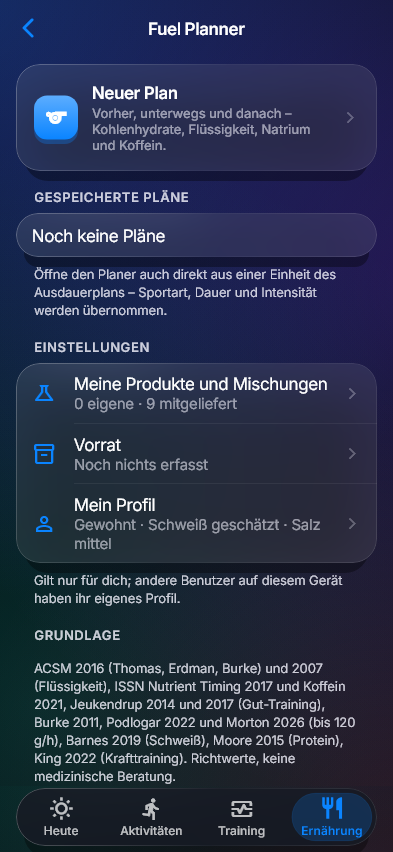 Fuel Planner
Neuer Plan
Vorher, unterwegs und danach –
Kohlenhydrate, Flüssigkeit, Natrium
und Koffein.
GESPEICHERTE PLÄNE
Noch keine Pläne
Öffne den Planer auch direkt aus einer Einheit des
Ausdauerplans – Sportart, Dauer und Intensität
werden übernommen.
EINSTELLUNGEN
Meine Produkte und Mischungen
0 eigene · 9 mitgeliefert
Vorrat
Noch nichts erfasst
Mein Profil
Gewohnt · Schweiß geschätzt · Salz
mittel
Gilt nur für dich; andere Benutzer auf diesem Gerät
haben ihr eigenes Profil.
GRUNDLAGE
ACSM 2016 (Thomas, Erdman, Burke) und 2007
(Flüssigkeit), ISSN Nutrient Timing 2017 und Koffein
2021, Jeukendrup 2014 und 2017 (Gut-Training),
Burke 2011, Podlogar 2022 und Morton 2026 (bis 120
g/h), Barnes 2019 (Schweiß), Moore 2015 (Protein),
King 2022 (Krafttraining). Richtwerte, keine
medizinische Beratung.
Heute
Aktivitäten
Training
Ernährung